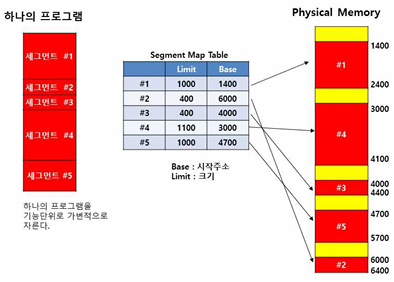 하나의 프로그램
세그먼트 #1
세그먼트 #2
세그먼트 #3
세그먼트 #4
세그먼트 #5
하나의 프로그램을
기능단위로 가변적으로
자른다.
Segment Map Table
Limit Base
#1 1000 1400
#2 400 6000
#3 400 4000
#4 1100 3000
#5 1000 4700
Base : 시작주소
Limit : 크기
Physical Memory
1400
#1
2400
3000
#4
4100
4000
#3
4400
4700
#5
5700
6000
#2
6400